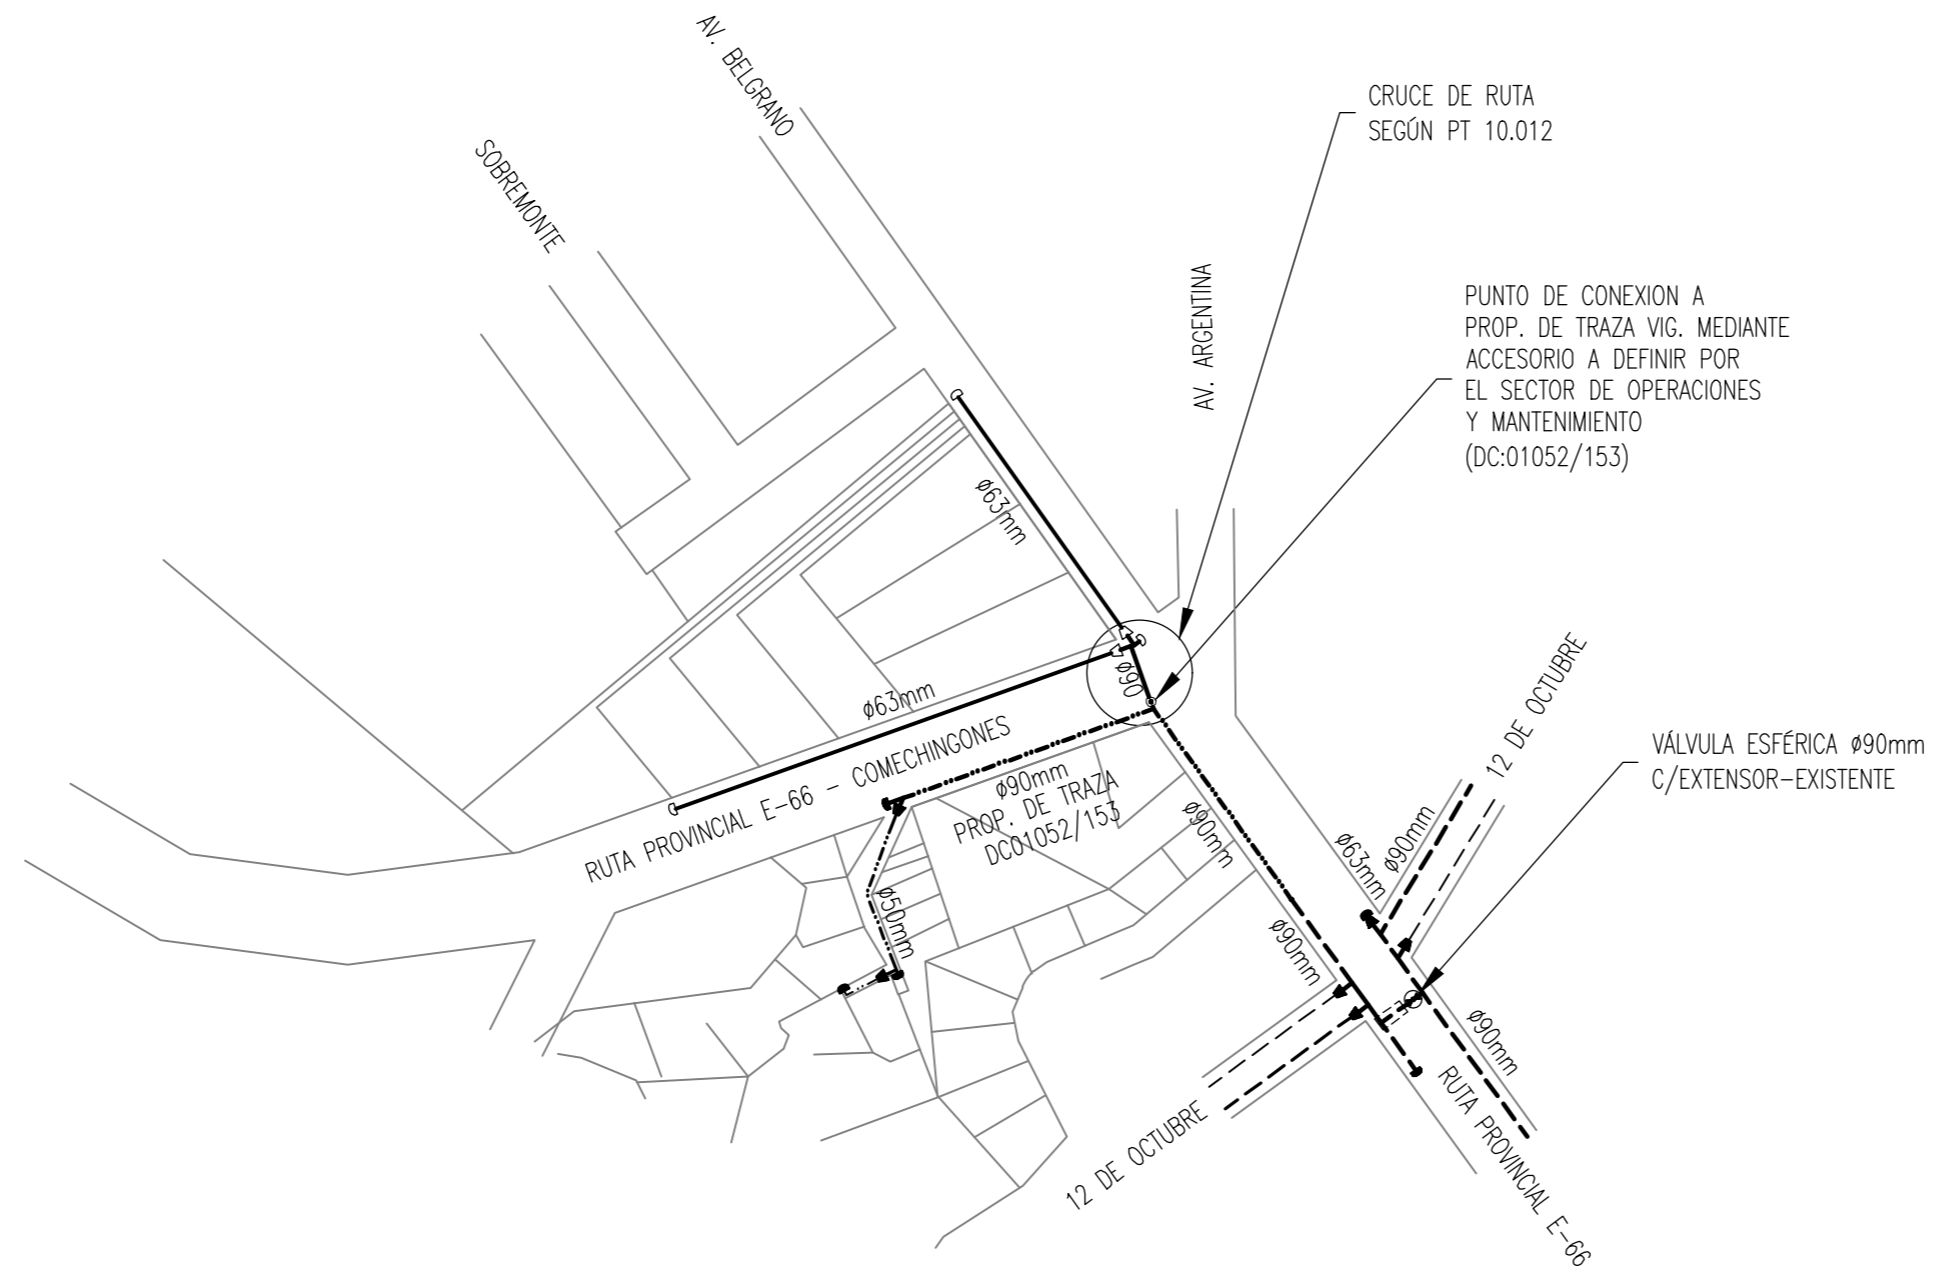 AV. BELGRANO
SOBREMONTE
CRUCE DE RUTA
SEGÚN PT 10.012
AV. ARGENTINA
PUNTO DE CONEXION A
PROP. DE TRAZA VIG. MEDIANTE
ACCESORIO A DEFINIR POR
EL SECTOR DE OPERACIONES
Y MANTENIMIENTO
(DC:01052/153)
ø63mm
ø90
ø63mm
12 DE OCTUBRE
VÁLVULA ESFÉRICA ø90mm
C/EXTENSOR-EXISTENTE
RUTA PROVINCIAL E-66 - COMECHINGONES
ø90mm
PROP. DE TRAZA
DC01052/153
ø90mm
ø63mm
ø90mm
ø50mm
ø90mm
ø90mm
12 DE OCTUBRE
RUTA PROVINCIAL E-66